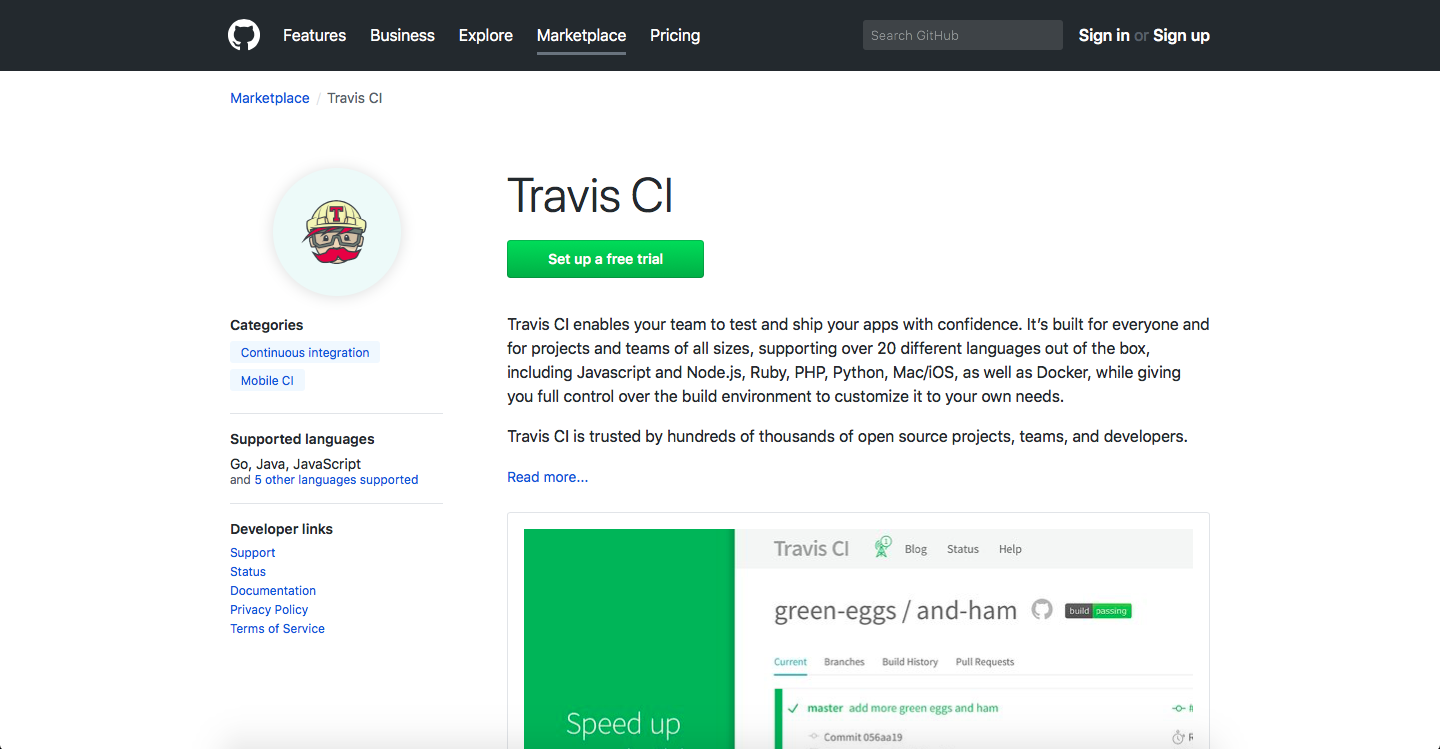 Features Business Explore Marketplace Pricing Search GitHub Sign in or Sign up
Marketplace / Travis CI
T
Travis CI
Set up a free trial
Categories
Continuous integration
Mobile CI
Supported languages
Go, Java, JavaScript
and 5 other languages supported
Developer links
Support
Status
Documentation
Privacy Policy
Terms of Service
Travis CI enables your team to test and ship your apps with confidence. It’s built for everyone and
for projects and teams of all sizes, supporting over 20 different languages out of the box,
including Javascript and Node.js, Ruby, PHP, Python, Mac/iOS, as well as Docker, while giving
you full control over the build environment to customize it to your own needs.
Travis CI is trusted by hundreds of thousands of open source projects, teams, and developers.
Read more...
Travis CI 1 Blog Status Help
green-eggs / and-ham build passing
Current Branches Build History Pull Requests
master add more green eggs and ham
Commit 056aa19
Speed up